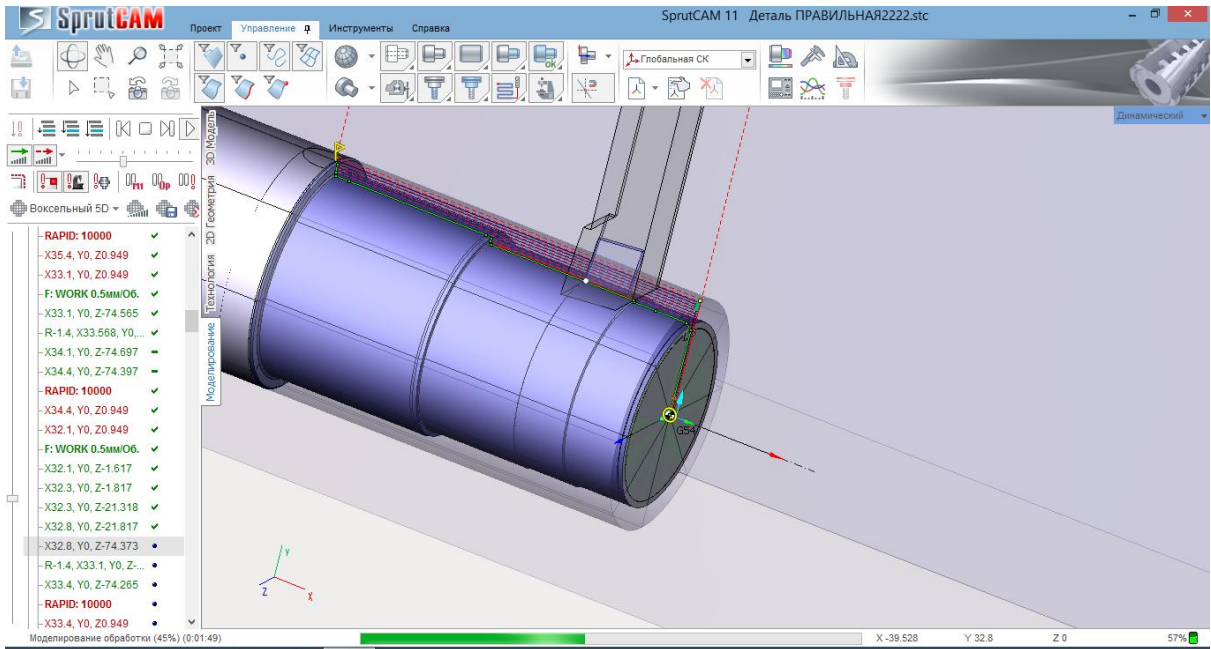 SprutCAM
SprutCAM 11 Деталь ПРАВИЛЬНАЯ2222.stc
Проект Управление Инструменты Справка
Глобальная СК
Динамический
3D Модель
2D Геометрия
Технология
Моделирование
M1 Op
Воксельный 5D
RAPID: 10000
X35.4, Y0, Z0.949
X33.1, Y0, Z0.949
F: WORK 0.5мм/Об.
X33.1, Y0, Z-74.565
R-1.4, X33.568, Y0,...
X34.1, Y0, Z-74.697
X34.4, Y0, Z-74.397
RAPID: 10000
X34.4, Y0, Z0.949
X32.1, Y0, Z0.949
F: WORK 0.5мм/Об.
X32.1, Y0, Z-1.617
X32.3, Y0, Z-1.817
X32.3, Y0, Z-21.318
X32.8, Y0, Z-21.817
X32.8, Y0, Z-74.373
R-1.4, X33.1, Y0, Z-...
X33.4, Y0, Z-74.265
RAPID: 10000
X33.4, Y0, Z0.949
G54
Y
Z X
OK
Моделирование обработки (45%) (0:01:49) X -39.528 Y 32.8 Z 0 57%